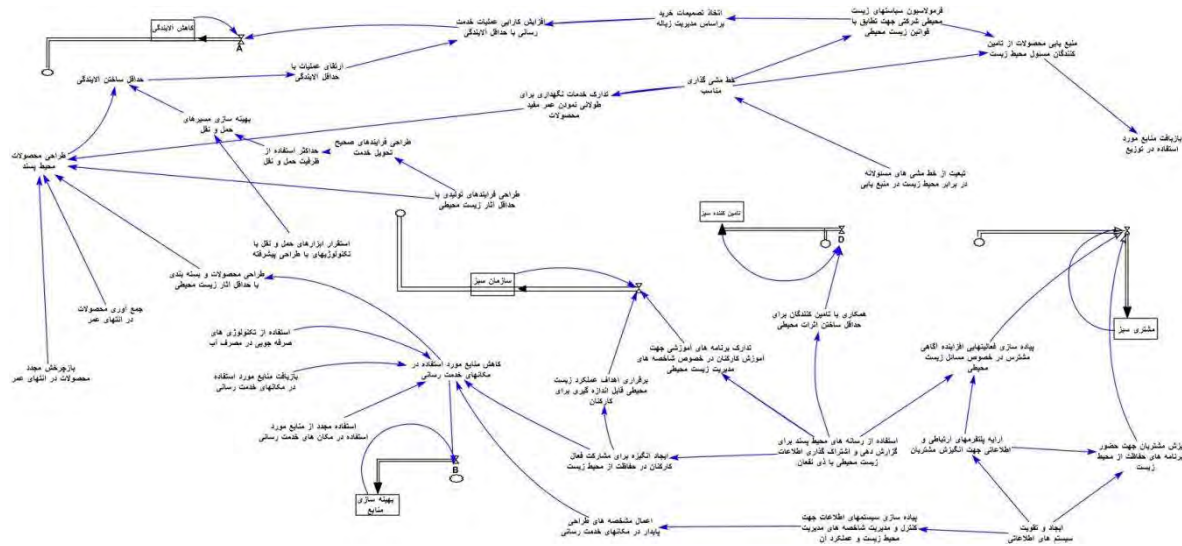 کاهش آلایندگی
A
افزایش کارایی عملیات خدمت
رسانی با حداقل آلایندگی
اتخاذ تصمیمات خرید
براساس مدیریت زباله
فرمولاسیون سیاستهای زیست
محیطی شرکتی جهت تطابق با
قوانین زیست محیطی
منبع یابی محصولات از تامین
کنندگان مسئول محیط زیست
حداقل ساختن آلایندگی
ارتقای عملیات با
حداقل آلایندگی
تدارک خدمات نگهداری برای
طولانی نمودن عمر مفید
محصولات
خط مشی گذاری
مناسب
بهینه سازی مسیرهای
حمل و نقل
طراحی محصولات
محیط پسند
حداکثر استفاده از
ظرفیت حمل و نقل
طراحی فرایندهای صحیح
تحویل خدمت
بازیافت منابع مورد
استفاده در توزیع
تبعیت از خط مشی های مسئولانه
در برابر محیط زیست در منبع یابی
طراحی فرایندهای تولیدی با
حداقل آثار زیست محیطی
استقرار ابزارهای حمل و نقل با
تکنولوژیهای با طراحی پیشرفته
تامین کننده سبز
D
سازمان سبز
مشتری سبز
طراحی محصولات و بسته بندی
با حداقل آثار زیست محیطی
جمع آوری محصولات
در انتهای عمر
بازچرخش مجدد
محصولات در انتهای عمر
استفاده از تکنولوژی های
صرفه جویی در مصرف آب
بازیافت منابع مورد استفاده
در مکانهای خدمت رسانی
استفاده مجدد از منابع مورد
استفاده در مکان های خدمت رسانی
کاهش منابع مورد استفاده در
مکانهای خدمت رسانی
برقراری اهداف عملکرد زیست
محیطی قابل اندازه گیری برای
کارکنان
تدارک برنامه های آموزشی جهت
آموزش کارکنان در خصوص شاخصه های
مدیریت زیست محیطی
همکاری با تامین کنندگان برای
حداقل ساختن اثرات محیطی
پیاده سازی فعالیتهایی افزاینده آگاهی
مشترس در خصوص مسائل زیست
محیطی
ایجاد انگیزه برای مشارکت فعال
کارکنان در حفاظت از محیط زیست
استفاده از رسانه های محیط پسند برای
گزارش دهی و اشتراک گذاری اطلاعات
زیست محیطی با ذی نفعان
ارایه پلتفرمهای ارتباطی و
اطلاعاتی جهت انگیزش مشتریان
یزش مشتریان جهت حضور
برنامه های حفاظت از محیط
زیست
B
بهینه سازی
منابع
اعمال مشخصه های طراحی
پایدار در مکانهای خدمت رسانی
پیاده سازی سیستمهای اطلاعات جهت
کنترل و مدیریت شاخصه های مدیریت
محیط زیست و عملکرد آن
ایجاد و تقویت
سیستم های اطلاعاتی